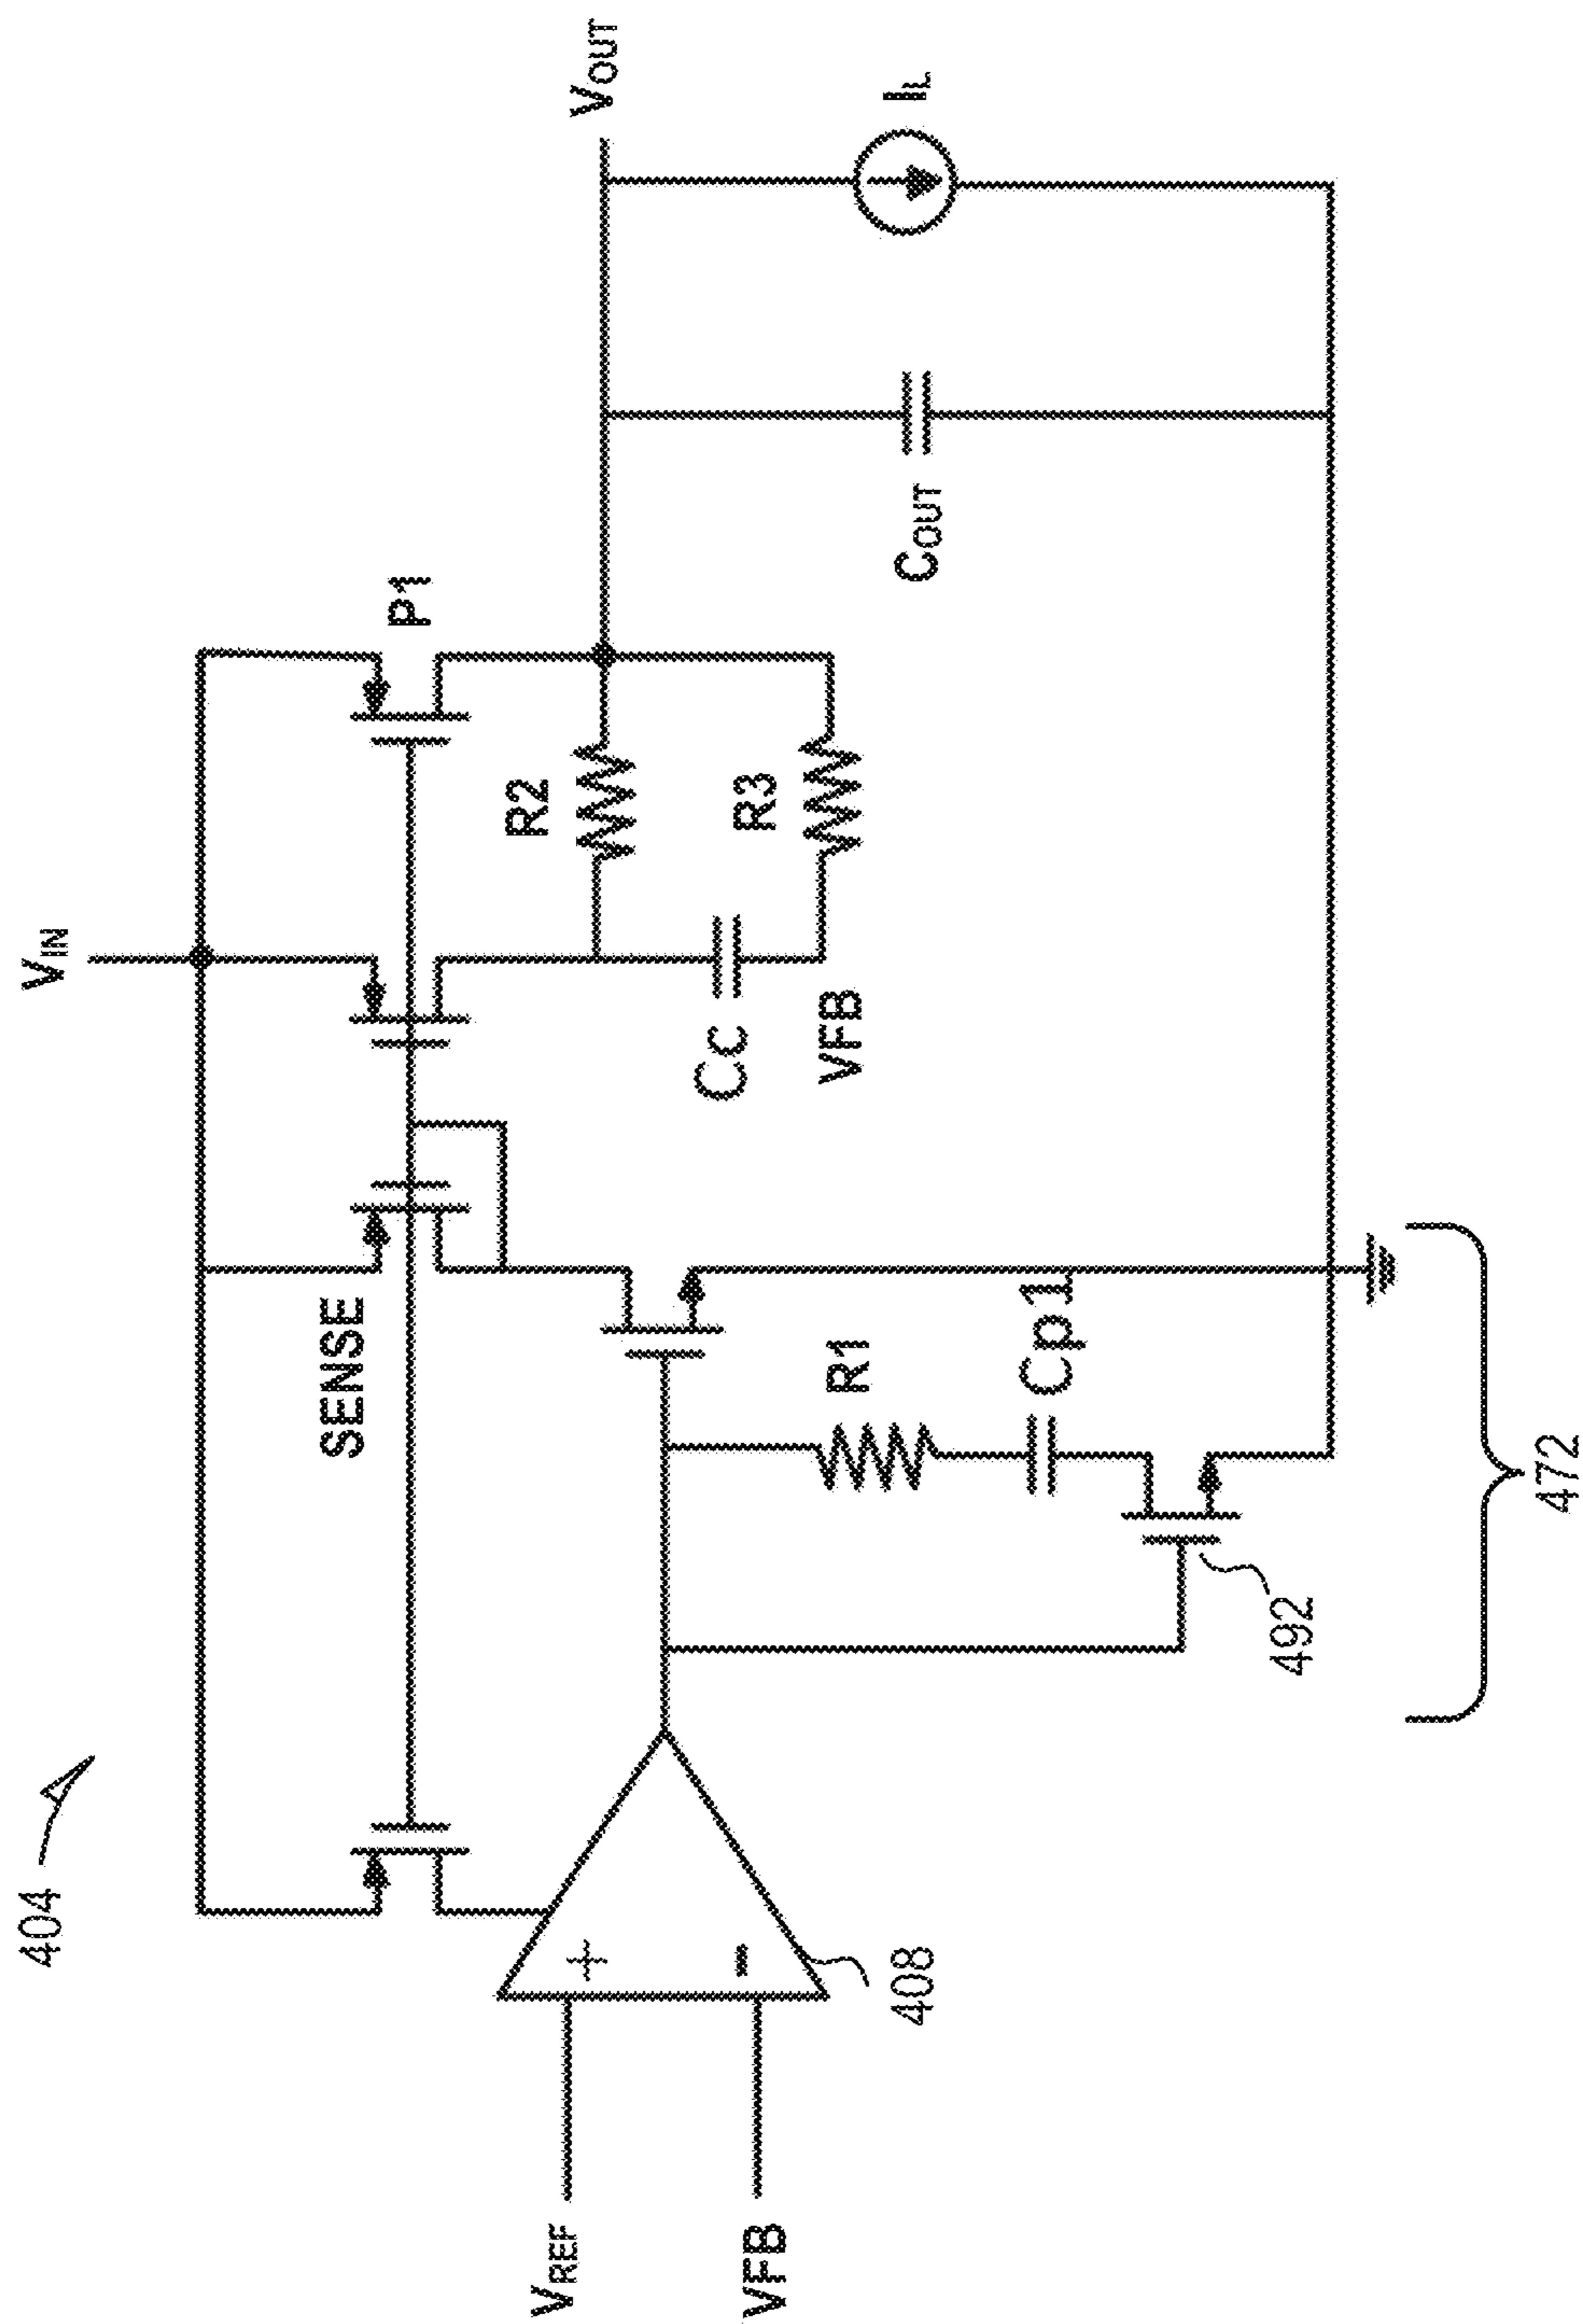 404
VIN
SENSE
P1
VOUT
R2
R3
CC
VFB
VREF
VFB
408
R1
Cp1
492
COUT
IL
472